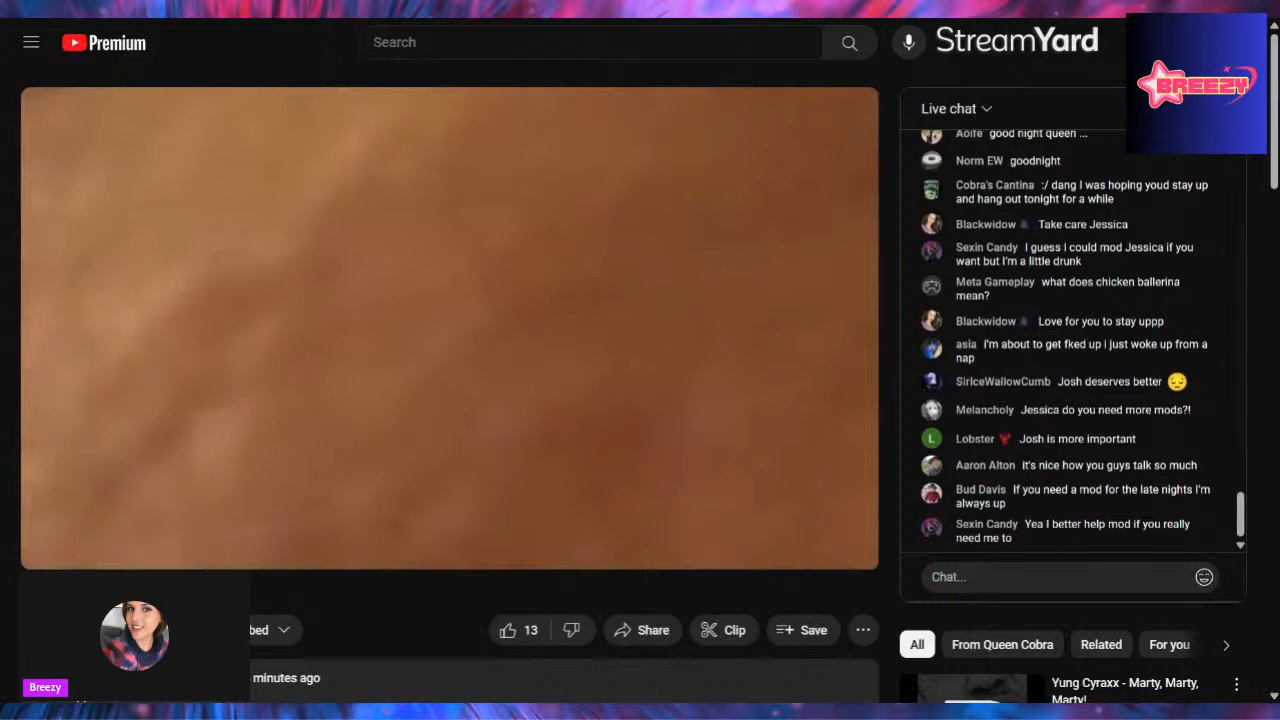 Premium
Search
StreamYard
BREEZY
Live chat
Aoife good night queen ...
Norm EW goodnight
Cobra's Cantina :/ dang I was hoping youd stay up
and hang out tonight for a while
Blackwidow Take care Jessica
Sexin Candy I guess I could mod Jessica if you
want but I'm a little drunk
Meta Gameplay what does chicken ballerina
mean?
Blackwidow Love for you to stay uppp
asia i'm about to get fked up i just woke up from a
nap
SirIceWallowCumb Josh deserves better 😔
Melancholy Jessica do you need more mods?!
L
Lobster Josh is more important
Aaron Alton it's nice how you guys talk so much
Bud Davis If you need a mod for the late nights I'm
always up
Sexin Candy Yea I better help mod if you really
need me to
Chat...
bed
13
Share
Clip
Save
All
From Queen Cobra
Related
For you
minutes ago
Yung Cyraxx - Marty, Marty,
Marty!
Breezy